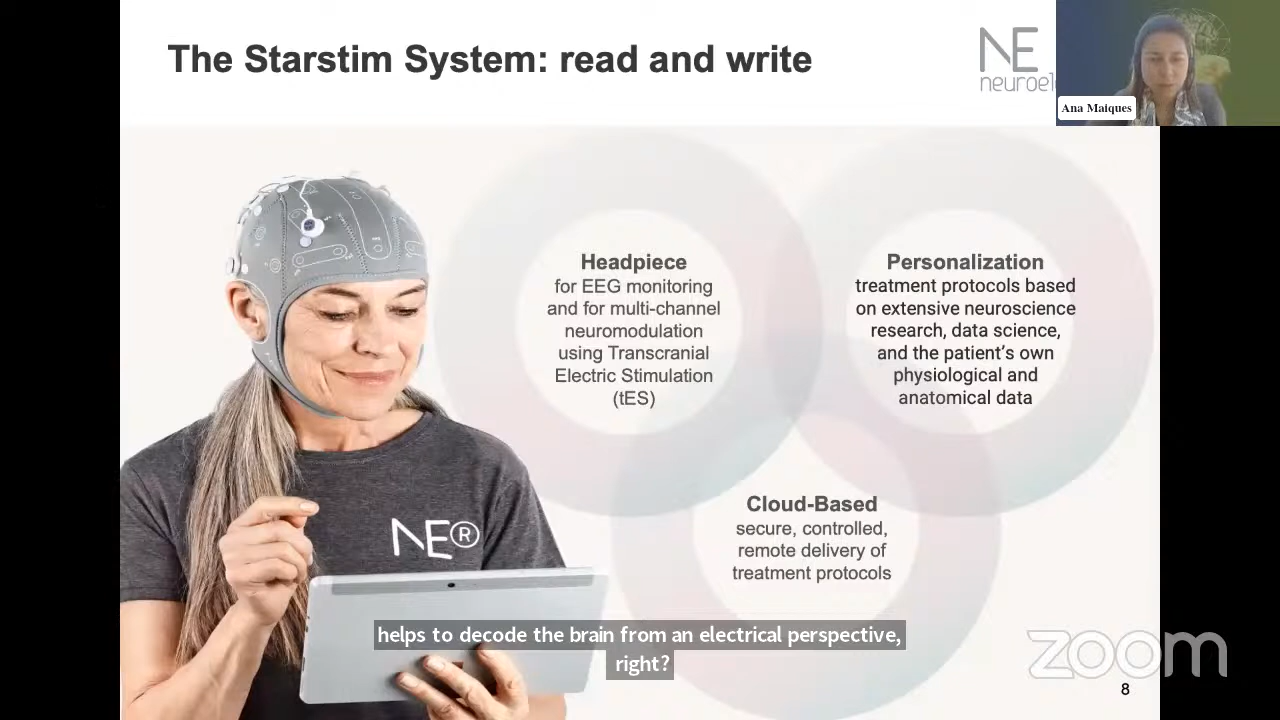 The Starstim System: read and write
NE
neuroel
Ana Maiques
Headpiece
for EEG monitoring
and for multi-channel
neuromodulation
using Transcranial
Electric Stimulation
(tES)
Personalization
treatment protocols based
on extensive neuroscience
research, data science,
and the patient’s own
physiological and
anatomical data
Cloud-Based
secure, controlled,
remote delivery of
treatment protocols
NE®
helps to decode the brain from an electrical perspective,
right?
zoom
8